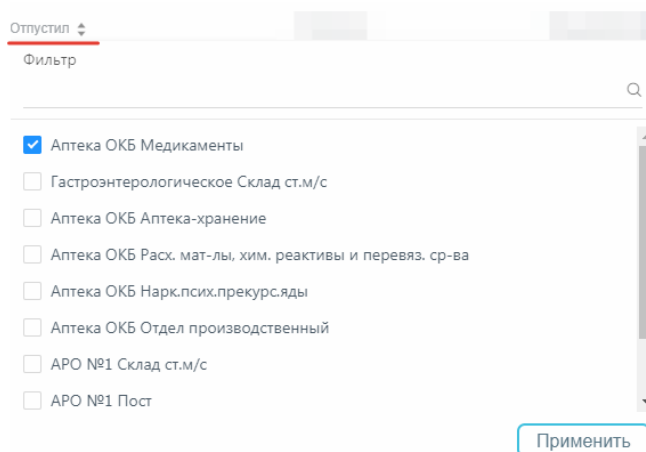 Отпустил
Фильтр
Аптека ОКБ Медикаменты
Гастроэнтерологическое Склад ст.м/с
Аптека ОКБ Аптека-хранение
Аптека ОКБ Расх. мат-лы, хим. реактивы и перевяз. ср-ва
Аптека ОКБ Нарк.псих.прекурс.яды
Аптека ОКБ Отдел производственный
АРО №1 Склад ст.м/с
АРО №1 Пост
Применить